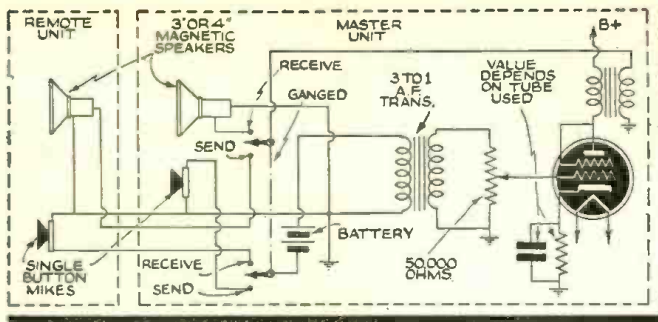 REMOTE
UNIT
3" OR 4"
MAGNETIC
SPEAKERS
MASTER
UNIT
B+
RECEIVE
GANGED
SEND
3 TO 1
A.F.
TRANS.
VALUE
DEPENDS
ON TUBE
USED
BATTERY
SINGLE
BUTTON
MIKES
RECEIVE
SEND
50,000
OHMS.